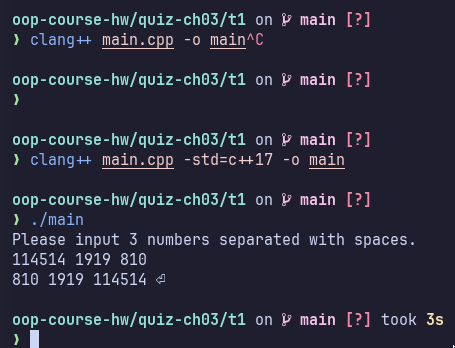 oop-course-hw/quiz-ch03/t1 on  main [?]
❯ clang++ main.cpp -o main^C
oop-course-hw/quiz-ch03/t1 on  main [?]
❯
oop-course-hw/quiz-ch03/t1 on  main [?]
❯ clang++ main.cpp -std=c++17 -o main
oop-course-hw/quiz-ch03/t1 on  main [?]
❯ ./main
Please input 3 numbers separated with spaces.
114514 1919 810
810 1919 114514 ⏎
oop-course-hw/quiz-ch03/t1 on  main [?] took 3s
❯